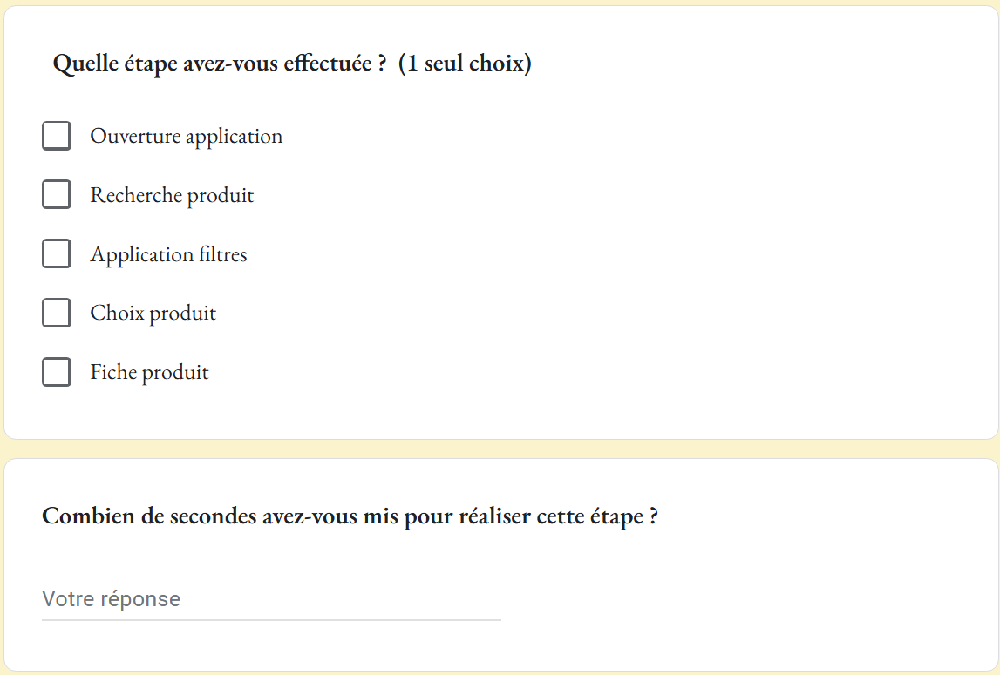 Quelle étape avez-vous effectuée ? (1 seul choix)
Ouverture application
Recherche produit
Application filtres
Choix produit
Fiche produit
Combien de secondes avez-vous mis pour réaliser cette étape ?
Votre réponse